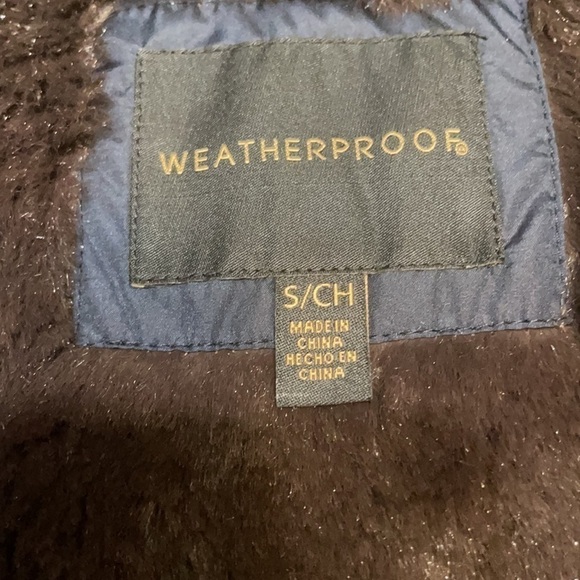 WEATHERPROOF®
S/CH
MADE IN
CHINA
HECHO EN
CHINA